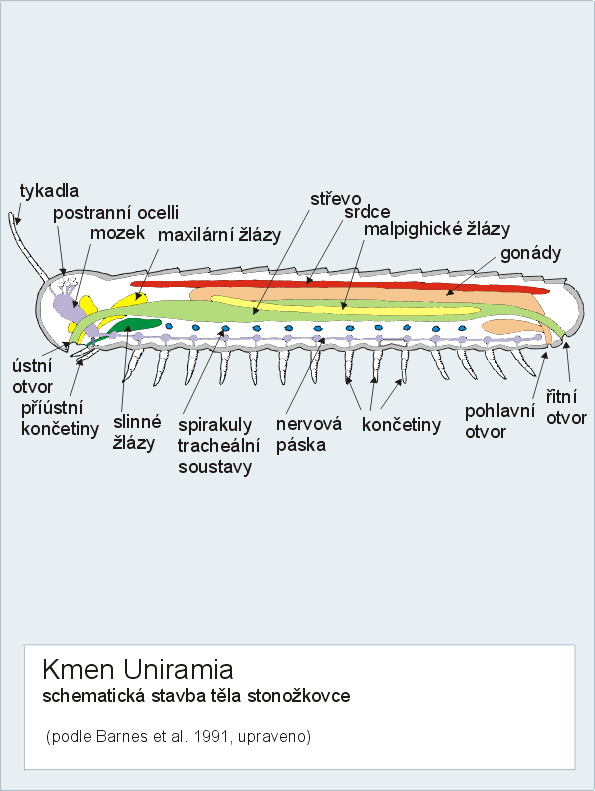 tykadla
postranní ocelli
mozek
maxilární žlázy
střevo
srdce
malpighické žlázy
gonády
ústní
otvor
příústní
končetiny
slinné
žlázy
spirakuly
tracheální
soustavy
nervová
páska
končetiny
pohlavní
otvor
řitní
otvor
Kmen Uniramia
schematická stavba těla stonožkovce
(podle Barnes et al. 1991, upraveno)